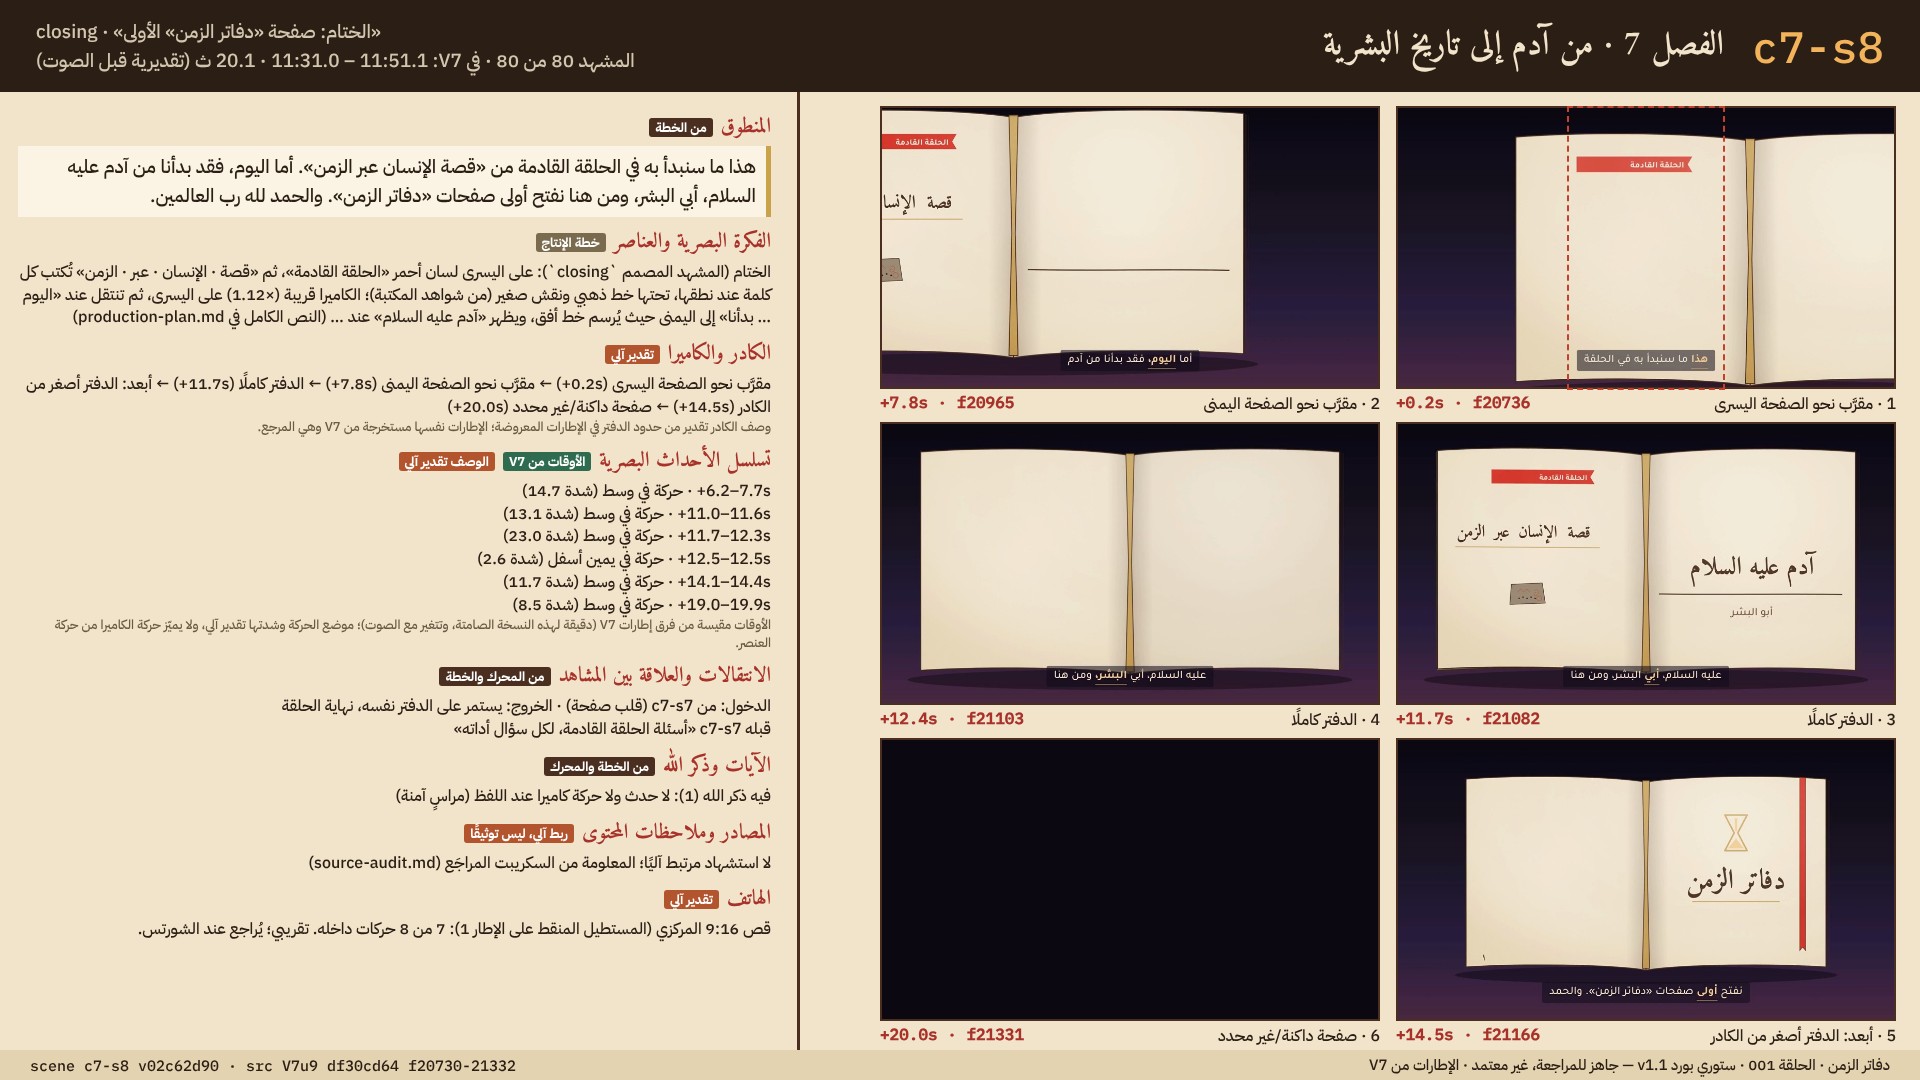 c7-s8
الفصل 7 · من آدم إلى تاريخ البشرية
«الختام: صفحة «دفاتر الزمن» الأولى» · closing
المشهد 80 من 80 · في V7: 11:31.0 – 11:51.1 · 20.1 ث (تقديرية قبل الصوت)
الحلقة القادمة
هذا ما سنبدأ به في الحلقة
1 · مقرَّب نحو الصفحة اليسرى
+0.2s · f20736
الحلقة القادمة
قصة الإنسا
أما اليوم، فقد بدأنا من آدم
2 · مقرَّب نحو الصفحة اليمنى
+7.8s · f20965
الحلقة القادمة
قصة الإنسان عبر الزمن
آدم عليه السلام
أبو البشر
عليه السلام، أبي البشر، ومن هنا
3 · الدفتر كاملًا
+11.7s · f21082
عليه السلام، أبي البشر، ومن هنا
4 · الدفتر كاملًا
+12.4s · f21103
دفاتر الزمن
١
نفتح أولى صفحات «دفاتر الزمن». والحمد
5 · أبعد: الدفتر أصغر من الكادر
+14.5s · f21166
6 · صفحة داكنة/غير محدد
+20.0s · f21331
المنطوق من الخطة
هذا ما سنبدأ به في الحلقة القادمة من «قصة الإنسان عبر الزمن». أما اليوم، فقد بدأنا من آدم عليه
السلام، أبي البشر، ومن هنا نفتح أولى صفحات «دفاتر الزمن». والحمد لله رب العالمين.
الفكرة البصرية والعناصر خطة الإنتاج
الختام (المشهد المصمم `closing`): على اليسرى لسان أحمر «الحلقة القادمة»، ثم «قصة · الإنسان · عبر · الزمن» تُكتب كل
كلمة عند نطقها، تحتها خط ذهبي ونقش صغير (من شواهد المكتبة)؛ الكاميرا قريبة (×1.12) على اليسرى، ثم تنتقل عند «اليوم
... بدأنا» إلى اليمنى حيث يُرسم خط أفق، ويظهر «آدم عليه السلام» عند ... (النص الكامل في production-plan.md)
الكادر والكاميرا تقدير آلي
مقرَّب نحو الصفحة اليسرى (+0.2s) ← مقرَّب نحو الصفحة اليمنى (+7.8s) ← الدفتر كاملًا (+11.7s) ← أبعد: الدفتر أصغر من
الكادر (+14.5s) ← صفحة داكنة/غير محدد (+20.0s)
وصف الكادر تقدير من حدود الدفتر في الإطارات المعروضة؛ الإطارات نفسها مستخرجة من V7 وهي المرجع.
تسلسل الأحداث البصرية الأوقات من V7 الوصف تقدير آلي
+6.2–7.7s · حركة في وسط (شدة 14.7)
+11.0–11.6s · حركة في وسط (شدة 13.1)
+11.7–12.3s · حركة في وسط (شدة 23.0)
+12.5–12.5s · حركة في يمين أسفل (شدة 2.6)
+14.1–14.4s · حركة في وسط (شدة 11.7)
+19.0–19.9s · حركة في وسط (شدة 8.5)
الأوقات مقيسة من فرق إطارات V7 (دقيقة لهذه النسخة الصامتة، وتتغير مع الصوت)؛ موضع الحركة وشدتها تقدير آلي، ولا يميّز حركة الكاميرا من حركة
العنصر.
الانتقالات والعلاقة بين المشاهد من المحرك والخطة
الدخول: من c7-s7 (قلب صفحة) · الخروج: يستمر على الدفتر نفسه، نهاية الحلقة
قبله c7-s7 «أسئلة الحلقة القادمة، لكل سؤال أداته»
الآيات وذكر الله من الخطة والمحرك
فيه ذكر الله (1): لا حدث ولا حركة كاميرا عند اللفظ (مراسٍ آمنة)
المصادر وملاحظات المحتوى ربط آلي، ليس توثيقًا
لا استشهاد مرتبط آليًا؛ المعلومة من السكريبت المراجَع (source-audit.md)
الهاتف تقدير آلي
قص 9:16 المركزي (المستطيل المنقط على الإطار 1): 7 من 8 حركات داخله. تقريبي؛ يُراجع عند الشورتس.
دفاتر الزمن · الحلقة 001 · ستوري بورد v1.1 — جاهز للمراجعة، غير معتمد · الإطارات من V7
scene c7-s8 v02c62d90 · src V7u9 df30cd64 f20730-21332